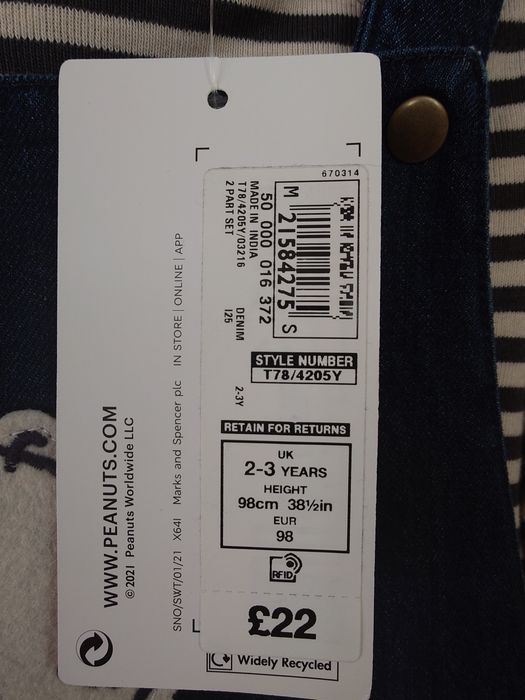 670314
M 21584275 S
50 000 016 372
MADE IN INDIA
T78/4205Y/03216
2 PART SET
DENIM
I25
2-3Y
STYLE NUMBER
T78/4205Y
RETAIN FOR RETURNS
UK
2-3 YEARS
HEIGHT
98cm 38½in
EUR
98
RFID
£22
Widely Recycled
WWW.PEANUTS.COM
©2021 Peanuts Worldwide LLC
SNO/SWT/01/21 X64I Marks and Spencer plc IN STORE | ONLINE | APP